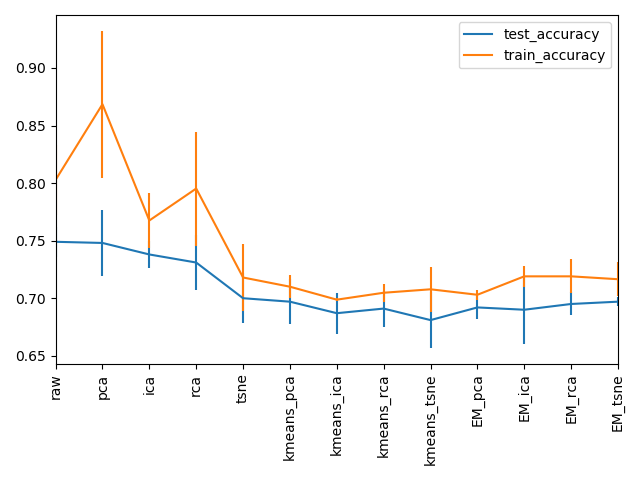 test_accuracy
train_accuracy
0.90
0.85
0.80
0.75
0.70
0.65
raw
pca
ica
rca
tsne
kmeans_pca
kmeans_ica
kmeans_rca
kmeans_tsne
EM_pca
EM_ica
EM_rca
EM_tsne